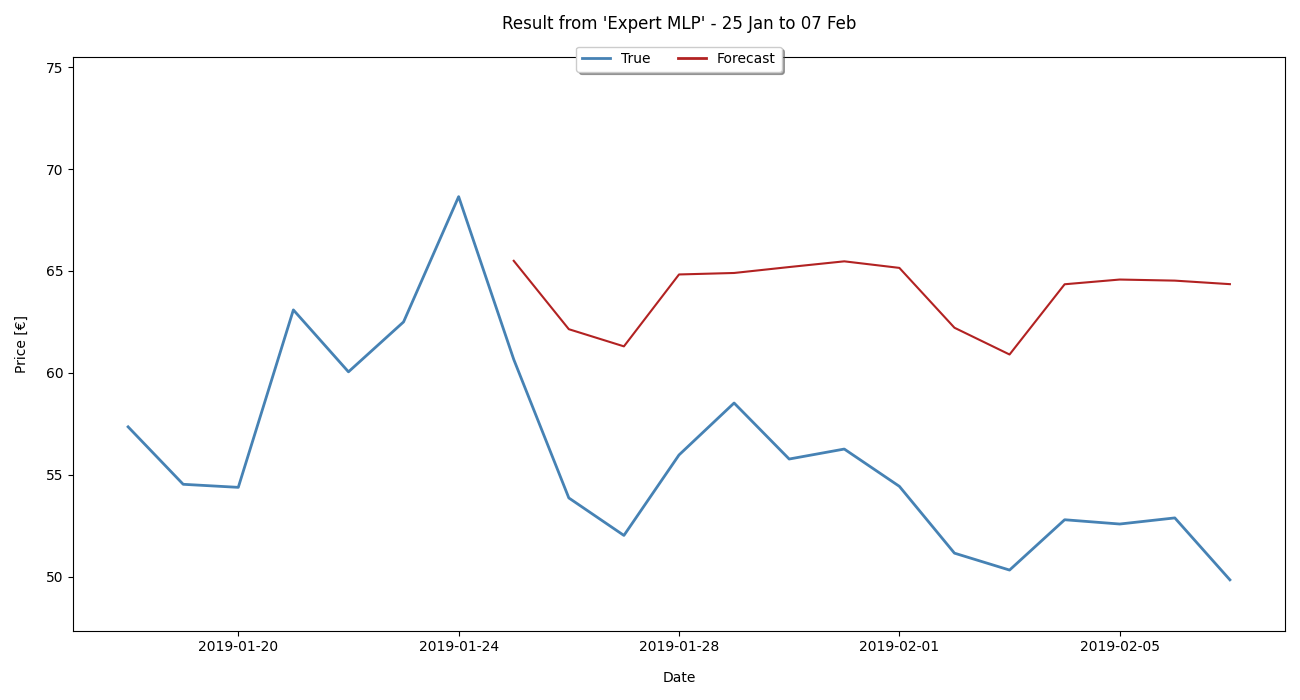 Result from 'Expert MLP' - 25 Jan to 07 Feb
True Forecast
75
70
65
60
55
50
Price [€]
2019-01-20 2019-01-24 2019-01-28 2019-02-01 2019-02-05
Date